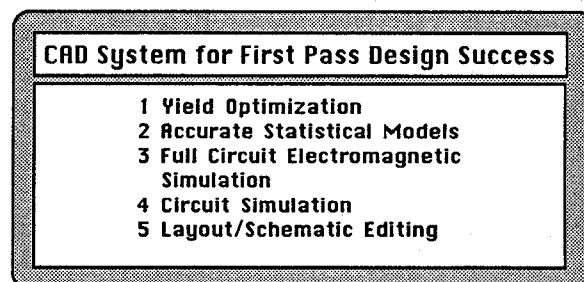 CAD System for First Pass Design Success
1 Yield Optimization
2 Accurate Statistical Models
3 Full Circuit Electromagnetic
Simulation
4 Circuit Simulation
5 Layout/Schematic Editing